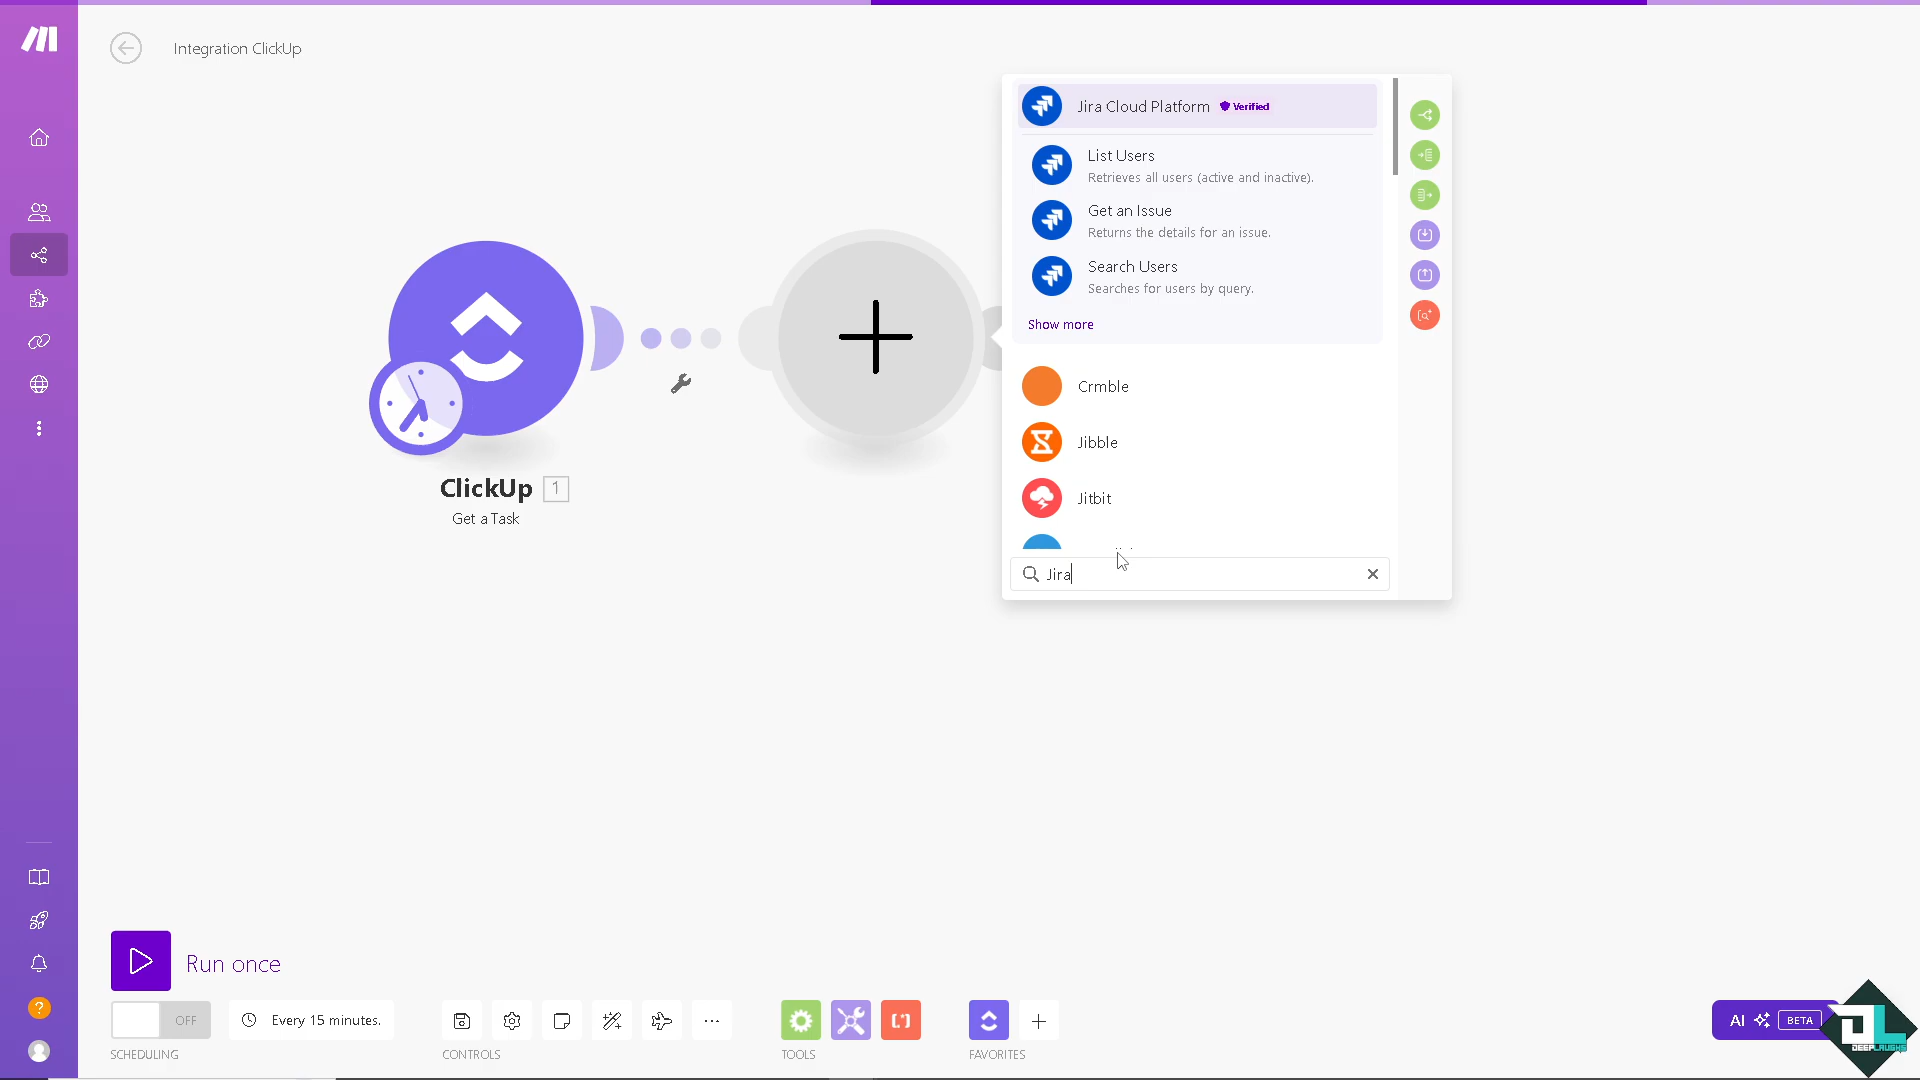 Integration ClickUp
Jira Cloud Platform Verified
List Users
Retrieves all users (active and inactive).
Get an Issue
Returns the details for an issue.
Search Users
Searches for users by query.
Show more
Crmble
Jibble
Jitbit
Jira
ClickUp 1
Get a Task
Run once
OFF
Every 15 minutes.
SCHEDULING
CONTROLS
TOOLS
FAVORITES
AI BETA
DEEPLAUGHS